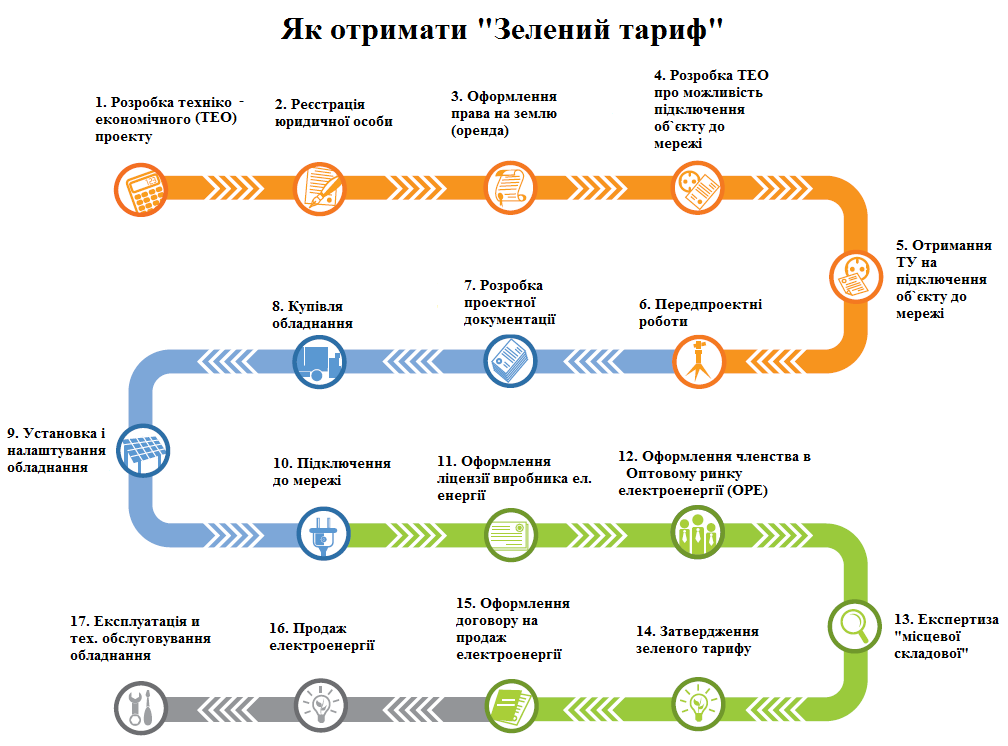 Як отримати "Зелений тариф"
1. Розробка техніко -
економічного (ТЕО)
проекту
2. Реєстрація
юридичної особи
3. Оформлення
права на землю
(оренда)
4. Розробка ТЕО
про можливість
підключення
об`єкту до
мережі
5. Отримання
ТУ на
підключення
об`єкту до
мережі
6. Передпроектні
роботи
7. Розробка
проектної
документації
8. Купівля
обладнання
9. Установка і
налаштування
обладнання
10. Підключення
до мережі
11. Оформлення
ліцензії виробника ел.
енергії
12. Оформлення членства в
Оптовому ринку
електроенергії (ОРЕ)
13. Експертиза
"місцевої
складової"
14. Затвердження
зеленого тарифу
15. Оформлення
договору на
продаж
електроенергії
16. Продаж
електроенергії
17. Експлуатація и
тех. обслуговування
обладнання